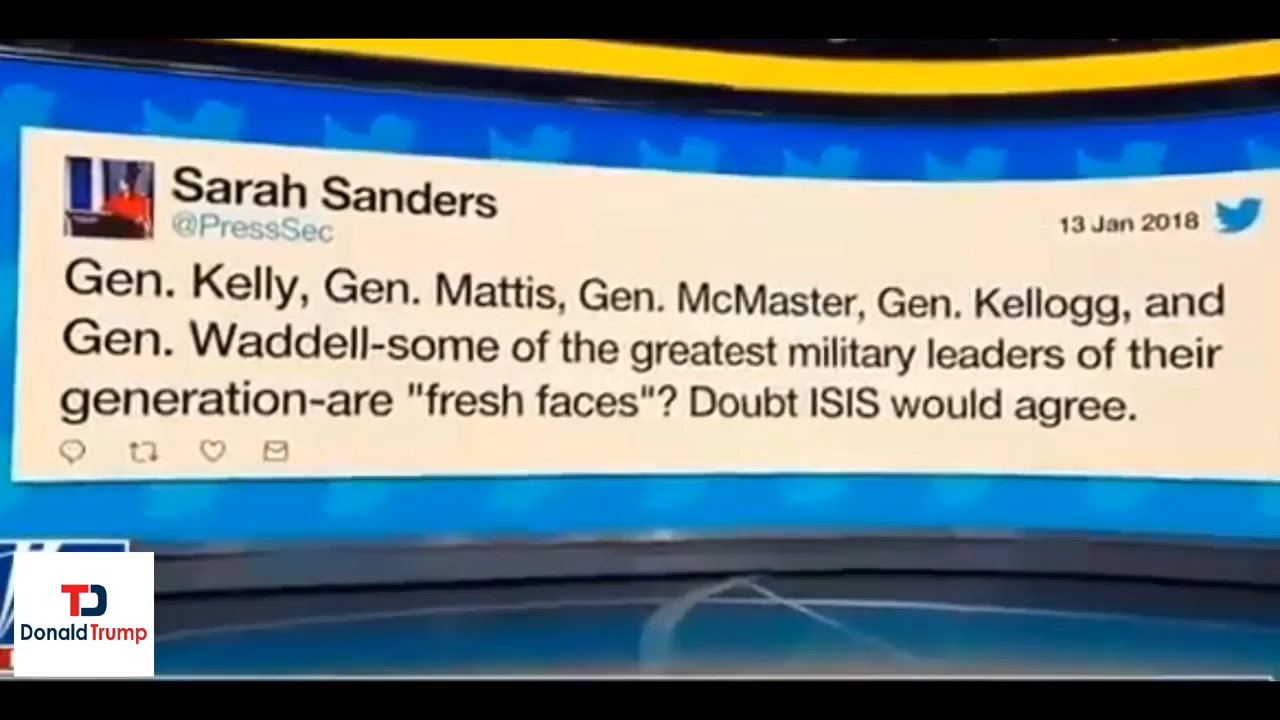 Sarah Sanders
@PressSec
13 Jan 2018
Gen. Kelly, Gen. Mattis, Gen. McMaster, Gen. Kellogg, and
Gen. Waddell-some of the greatest military leaders of their
generation-are "fresh faces"? Doubt ISIS would agree.
TD
DonaldTrump